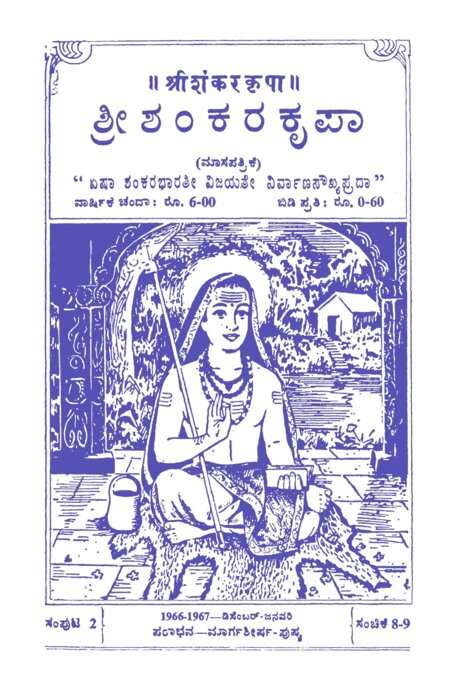 ॥ श्रीशंकरकृपा ॥
ಶ್ರೀಶಂಕರಕೃಪಾ
(ಮಾಸಪತ್ರಿಕೆ)
“ ಏಷಾ ಶಂಕರಭಾರತೀ ವಿಜಯತೇ ನಿರ್ವಾಣಸೌಖ್ಯಪ್ರದಾ ”
ವಾರ್ಷಿಕ ಚಂದಾ : ರೂ. 6-00 ಬಿಡಿ ಪ್ರತಿ : ರೂ. 0-60
ಸಂಪುಟ 2
1966-1967—ಡಿಸೆಂಬರ್-ಜನವರಿ
ಪರಾಭವ—ಮಾರ್ಗಶೀರ್ಷ-ಪುಷ್ಯ
ಸಂಚಿಕೆ 8-9